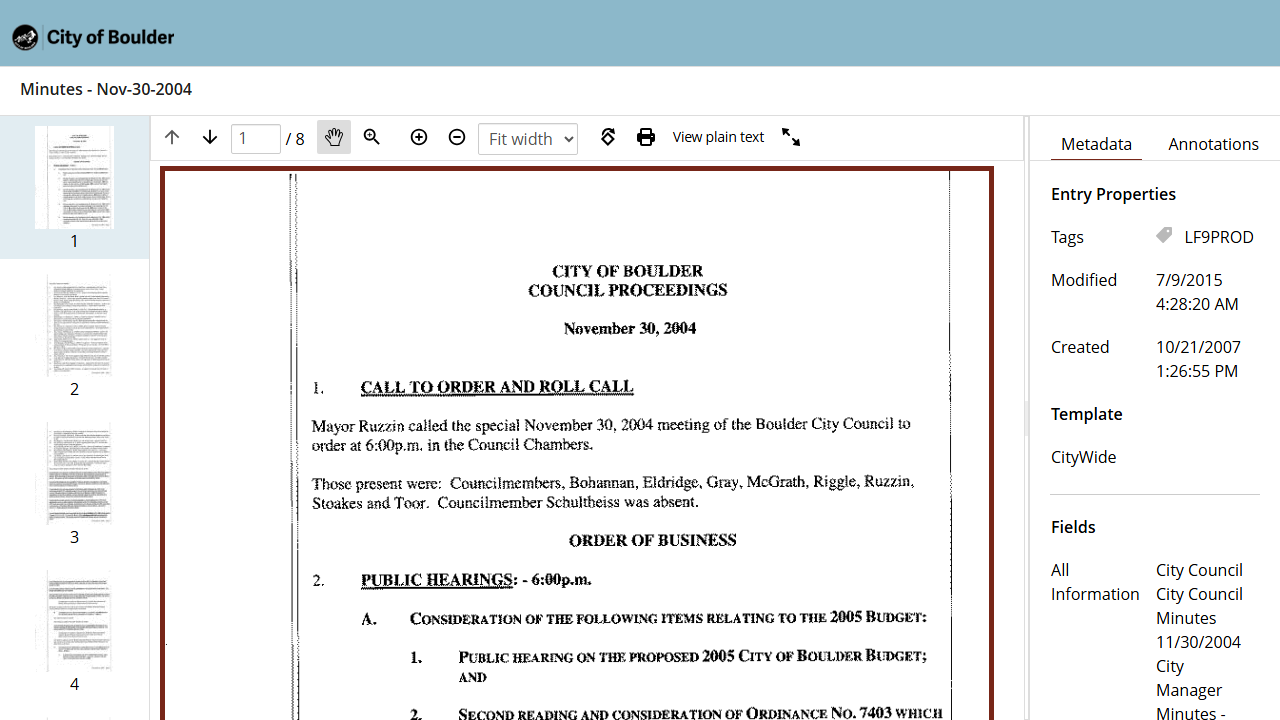 City of Boulder
Minutes - Nov-30-2004
1 / 8
Fit width
View plain text
1
2
3
4
CITY OF BOULDER
COUNCIL PROCEEDINGS
November 30, 2004
1. CALL TO ORDER AND ROLL CALL
Mayor Ruzzin called the special November 30, 2004 meeting of the Boulder City Council to
order at 6:00p.m. in the Council Chambers.
Those present were: Councilmembers, Bohannan, Eldridge, Gray, McGrath, Riggle, Ruzzin,
Stoakes and Toor. Councilmember Schultheiss was absent.
ORDER OF BUSINESS
2. PUBLIC HEARINGS: - 6:00p.m.
A. CONSIDERATION OF THE FOLLOWING ITEMS RELATING TO THE 2005 BUDGET:
1. PUBLIC HEARING ON THE PROPOSED 2005 CITY OF BOULDER BUDGET;
AND
2. SECOND READING AND CONSIDERATION OF ORDINANCE NO. 7403 WHICH
Metadata Annotations
Entry Properties
Tags LF9PROD
Modified 7/9/2015
4:28:20 AM
Created 10/21/2007
1:26:55 PM
Template
CityWide
Fields
All City Council
Information City Council
Minutes
11/30/2004
City
Manager
Minutes -